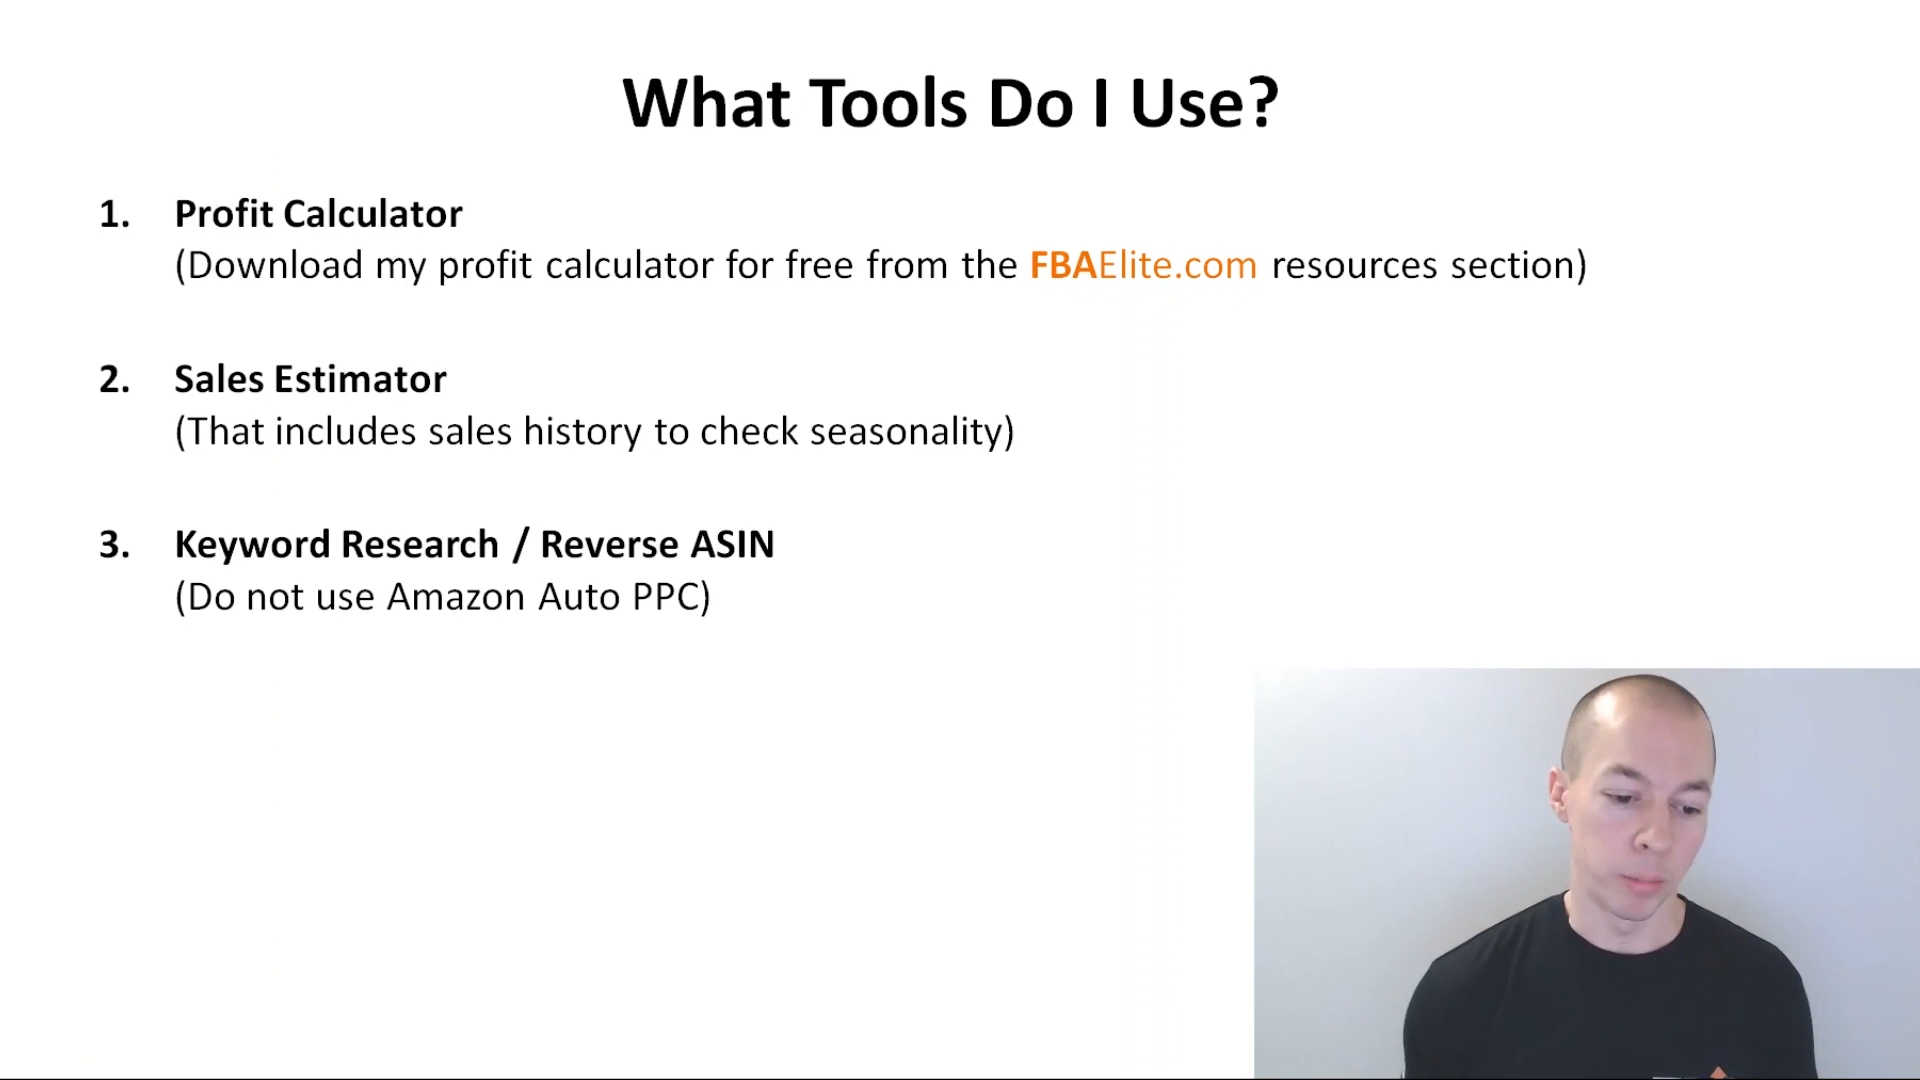 What Tools Do I Use?
1. Profit Calculator
(Download my profit calculator for free from the FBAElite.com resources section)
2. Sales Estimator
(That includes sales history to check seasonality)
3. Keyword Research / Reverse ASIN
(Do not use Amazon Auto PPC)